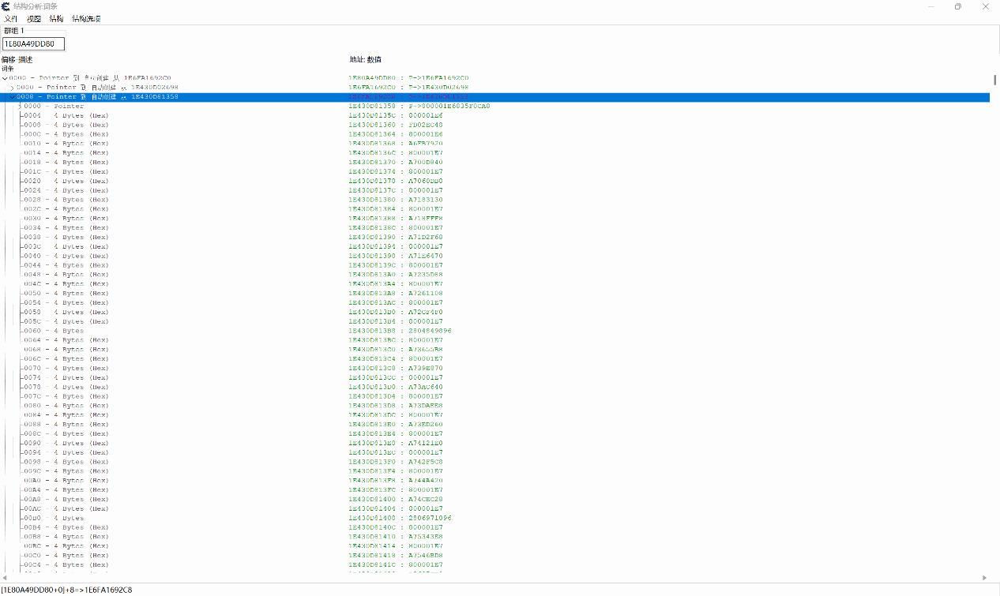 结构分析:词条
文件 视图 结构 结构选项
群组 1
1E80A49DD80
偏移-描述 地址: 数值
词条
0000 - Pointer 到 自动创建 从 1E6FA1692C0 1E80A49DD80 : P->1E6FA1692C0
0000 - Pointer 到 自动创建 从 1E430D02698 1E6FA1692C0 : P->1E430D02698
0008 - Pointer 到 自动创建 从 1E430D81358
0000 - Pointer 1E430D81358 : P->800001E6835F0CA8
0004 - 4 Bytes (Hex) 1E430D8135C : 800001E6
0008 - 4 Bytes (Hex) 1E430D81360 : FD02EC48
000C - 4 Bytes (Hex) 1E430D81364 : 800001E6
0010 - 4 Bytes (Hex) 1E430D81368 : A6FB7920
0014 - 4 Bytes (Hex) 1E430D8136C : 800001E7
0018 - 4 Bytes (Hex) 1E430D81370 : A700D840
001C - 4 Bytes (Hex) 1E430D81374 : 800001E7
0020 - 4 Bytes (Hex) 1E430D81378 : A7060DE8
0024 - 4 Bytes (Hex) 1E430D8137C : 800001E7
0028 - 4 Bytes (Hex) 1E430D81380 : A7183130
002C - 4 Bytes (Hex) 1E430D81384 : 800001E7
0030 - 4 Bytes (Hex) 1E430D81388 : A718FFF8
0034 - 4 Bytes (Hex) 1E430D8138C : 800001E7
0038 - 4 Bytes (Hex) 1E430D81390 : A71D2F68
003C - 4 Bytes (Hex) 1E430D81394 : 800001E7
0040 - 4 Bytes (Hex) 1E430D81398 : A71E6470
0044 - 4 Bytes (Hex) 1E430D8139C : 800001E7
0048 - 4 Bytes (Hex) 1E430D813A0 : A7235D88
004C - 4 Bytes (Hex) 1E430D813A4 : 800001E7
0050 - 4 Bytes (Hex) 1E430D813A8 : A7261108
0054 - 4 Bytes (Hex) 1E430D813AC : 800001E7
0058 - 4 Bytes (Hex) 1E430D813B0 : A72CF4F0
005C - 4 Bytes (Hex) 1E430D813B4 : 800001E7
0060 - 4 Bytes 1E430D813B8 : 2804849896
0064 - 4 Bytes (Hex) 1E430D813BC : 800001E7
0068 - 4 Bytes (Hex) 1E430D813C0 : A73655B8
006C - 4 Bytes (Hex) 1E430D813C4 : 800001E7
0070 - 4 Bytes (Hex) 1E430D813C8 : A739E870
0074 - 4 Bytes (Hex) 1E430D813CC : 800001E7
0078 - 4 Bytes (Hex) 1E430D813D0 : A73AC640
007C - 4 Bytes (Hex) 1E430D813D4 : 800001E7
0080 - 4 Bytes (Hex) 1E430D813D8 : A73DAEE8
0084 - 4 Bytes (Hex) 1E430D813DC : 800001E7
0088 - 4 Bytes (Hex) 1E430D813E0 : A73ED260
008C - 4 Bytes (Hex) 1E430D813E4 : 800001E7
0090 - 4 Bytes (Hex) 1E430D813E8 : A74121E0
0094 - 4 Bytes (Hex) 1E430D813EC : 800001E7
0098 - 4 Bytes (Hex) 1E430D813F0 : A742F5C8
009C - 4 Bytes (Hex) 1E430D813F4 : 800001E7
00A0 - 4 Bytes (Hex) 1E430D813F8 : A744A420
00A4 - 4 Bytes (Hex) 1E430D813FC : 800001E7
00A8 - 4 Bytes (Hex) 1E430D81400 : A74CEC28
00AC - 4 Bytes (Hex) 1E430D81404 : 800001E7
00B0 - 4 Bytes 1E430D81408 : 2806971096
00B4 - 4 Bytes (Hex) 1E430D8140C : 800001E7
00B8 - 4 Bytes (Hex) 1E430D81410 : A75343E8
00BC - 4 Bytes (Hex) 1E430D81414 : 800001E7
00C0 - 4 Bytes (Hex) 1E430D81418 : A7546BD8
00C4 - 4 Bytes (Hex) 1E430D8141C : 800001E7
[1E80A49DD80+0]+8=>1E6FA1692C8